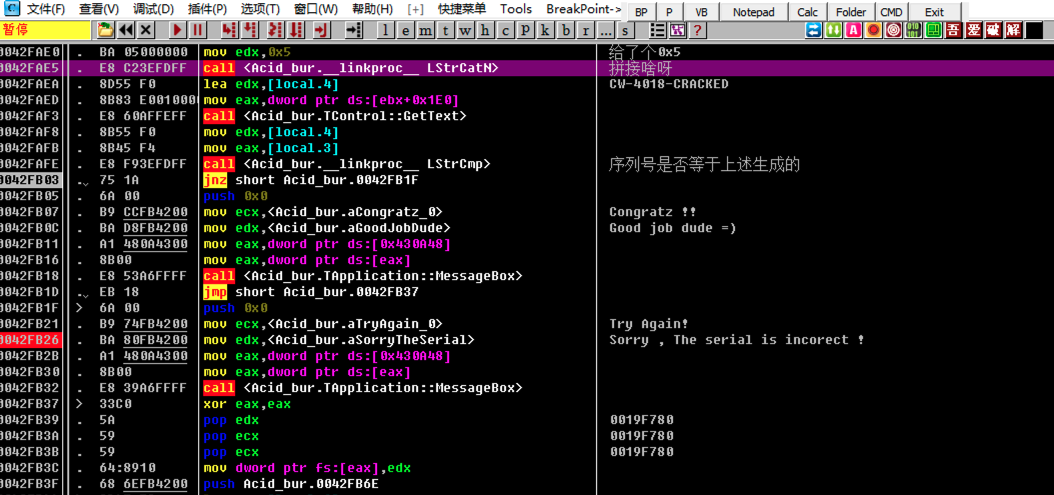 文件(F) 查看(V) 调试(D) 插件(P) 选项(T) 窗口(W) 帮助(H) [+] 快捷菜单 Tools BreakPoint-> BP P VB Notepad Calc Folder CMD Exit
暂停 l e m t w h c p k b r ... s ? 吾 爱 破 解
0042FAE0 . BA 05000000 mov edx,0x5 给了个0x5
0042FAE5 . E8 C23EFDFF call <Acid_bur.__linkproc__ LStrCatN> 拼接啥呀
0042FAEA . 8D55 F0 lea edx,[local.4] CW-4018-CRACKED
0042FAED . 8B83 E0010000 mov eax,dword ptr ds:[ebx+0x1E0]
0042FAF3 . E8 60AFFEFF call <Acid_bur.TControl::GetText>
0042FAF8 . 8B55 F0 mov edx,[local.4]
0042FAFB . 8B45 F4 mov eax,[local.3]
0042FAFE . E8 F93EFDFF call <Acid_bur.__linkproc__ LStrCmp> 序列号是否等于上述生成的
0042FB03 . 75 1A jnz short Acid_bur.0042FB1F
0042FB05 . 6A 00 push 0x0
0042FB07 . B9 CCFB4200 mov ecx,<Acid_bur.aCongratz_0> Congratz !!
0042FB0C . BA D8FB4200 mov edx,<Acid_bur.aGoodJobDude> Good job dude =)
0042FB11 . A1 480A4300 mov eax,dword ptr ds:[0x430A48]
0042FB16 . 8B00 mov eax,dword ptr ds:[eax]
0042FB18 . E8 53A6FFFF call <Acid_bur.TApplication::MessageBox>
0042FB1D . EB 18 jmp short Acid_bur.0042FB37
0042FB1F > 6A 00 push 0x0
0042FB21 . B9 74FB4200 mov ecx,<Acid_bur.aTryAgain_0> Try Again!
0042FB26 . BA 80FB4200 mov edx,<Acid_bur.aSorryTheSerial> Sorry , The serial is incorect !
0042FB2B . A1 480A4300 mov eax,dword ptr ds:[0x430A48]
0042FB30 . 8B00 mov eax,dword ptr ds:[eax]
0042FB32 . E8 39A6FFFF call <Acid_bur.TApplication::MessageBox>
0042FB37 > 33C0 xor eax,eax
0042FB39 . 5A pop edx 0019F780
0042FB3A . 59 pop ecx 0019F780
0042FB3B . 59 pop ecx 0019F780
0042FB3C . 64:8910 mov dword ptr fs:[eax],edx
0042FB3F . 68 6EFB4200 push Acid_bur.0042FB6E